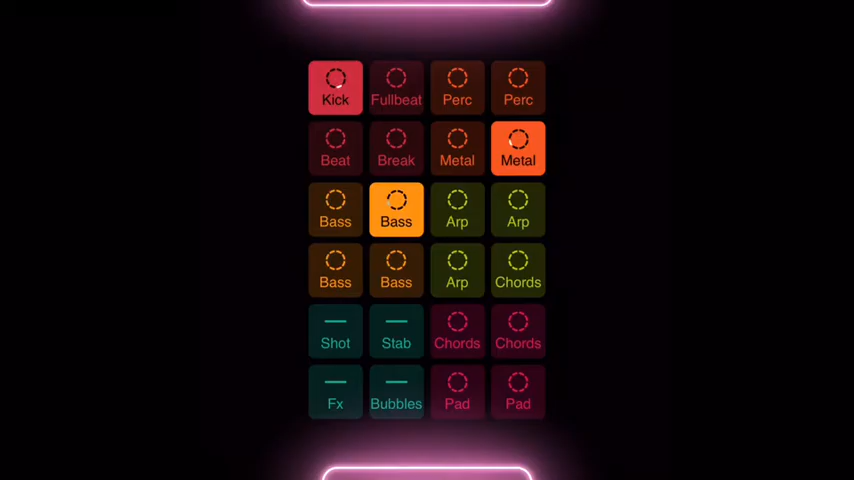 Kick Fullbeat Perc Perc
Beat Break Metal Metal
Bass Bass Arp Arp
Bass Bass Arp Chords
Shot Stab Chords Chords
Fx Bubbles Pad Pad